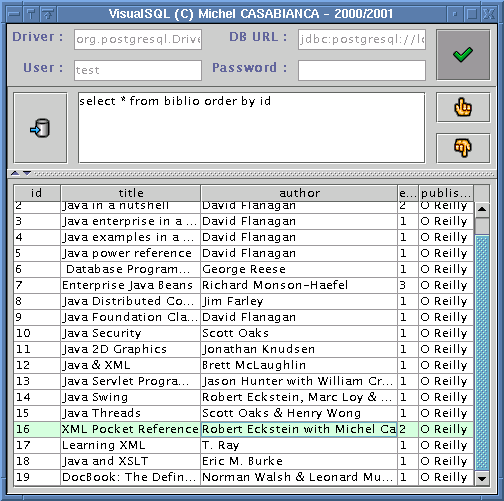 VisualSQL (C) Michel CASABIANCA - 2000/2001
Driver : org.postgresql.Drive DB URL : jdbc:postgresql://lo
User : test Password :
select * from biblio order by id
id title author e... publis...
2 Java in a nutshell David Flanagan 2 O Reilly
3 Java enterprise in a ... David Flanagan 1 O Reilly
4 Java examples in a ... David Flanagan 1 O Reilly
5 Java power reference David Flanagan 1 O Reilly
6 Database Program... George Reese 1 O Reilly
7 Enterprise Java Beans Richard Monson-Haefel 3 O Reilly
8 Java Distributed Co... Jim Farley 1 O Reilly
9 Java Foundation Cla... David Flanagan 1 O Reilly
10 Java Security Scott Oaks 1 O Reilly
11 Java 2D Graphics Jonathan Knudsen 1 O Reilly
12 Java & XML Brett McLaughlin 1 O Reilly
13 Java Servlet Progra... Jason Hunter with William Cr... 1 O Reilly
14 Java Swing Robert Eckstein, Marc Loy & ... 1 O Reilly
15 Java Threads Scott Oaks & Henry Wong 1 O Reilly
16 XML Pocket Reference Robert Eckstein with Michel Ca 2 O Reilly
17 Learning XML T. Ray 1 O Reilly
18 Java and XSLT Eric M. Burke 1 O Reilly
19 DocBook: The Defin... Norman Walsh & Leonard Mu... 1 O Reilly